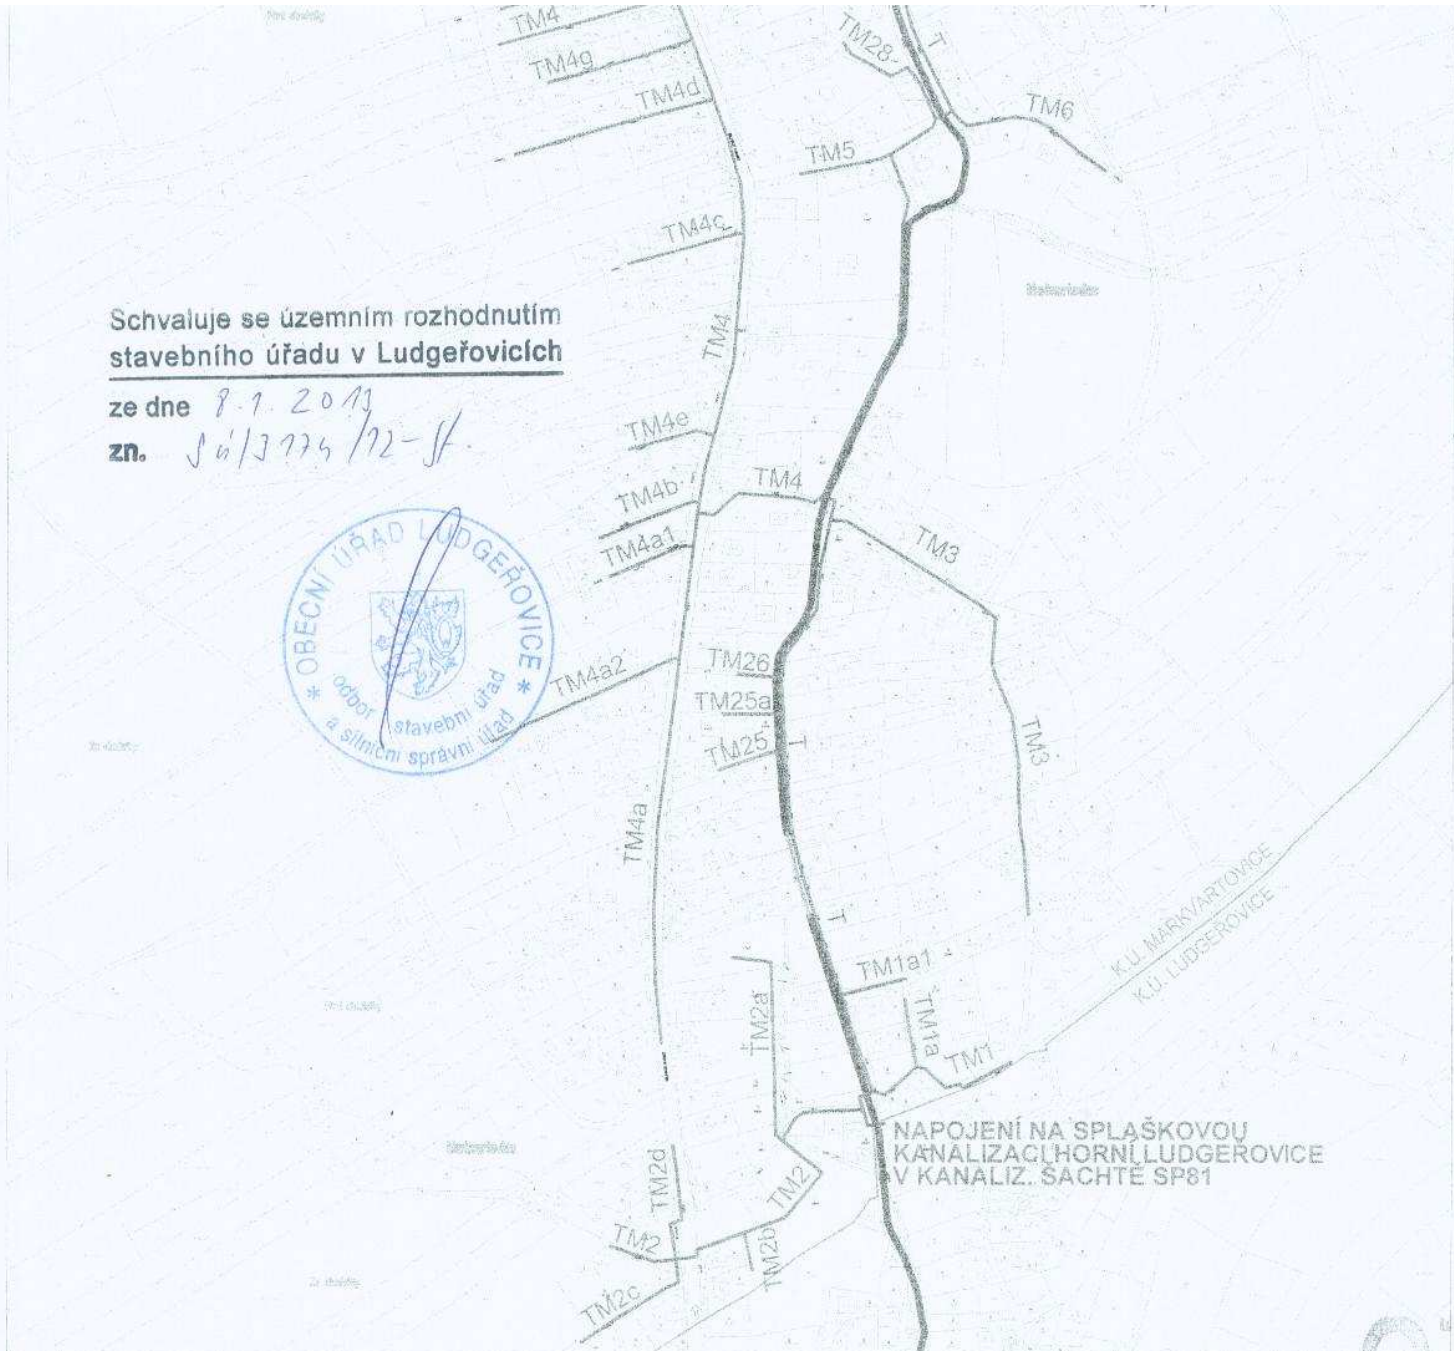 TM4
TM4g
TM4d
TM28
T
TM6
TM5
TM4c
Schvaluje se územním rozhodnutím
stavebního úřadu v Ludgeřovicích
ze dne 8.1.2013
zn.
TM4
TM4e
TM4b
TM4
TM4a1
TM3
* OBECNÍ ÚŘAD LUDGEŘOVICE *
odbor stavební úřad
a silniční správní úřad
TM4a2
TM26
TM25a
TM25
T
TM3
TM4a
T
K.Ú. MARKVARTOVICE
K.Ú. LUDGEŘOVICE
TM1a1
TM2a
TM1a
TM1
NAPOJENÍ NA SPLAŠKOVOU
KANALIZACI HORNÍ LUDGEŘOVICE
V KANALIZ. ŠACHTĚ SP81
TM2d
TM2
TM2
TM2b
TM2c